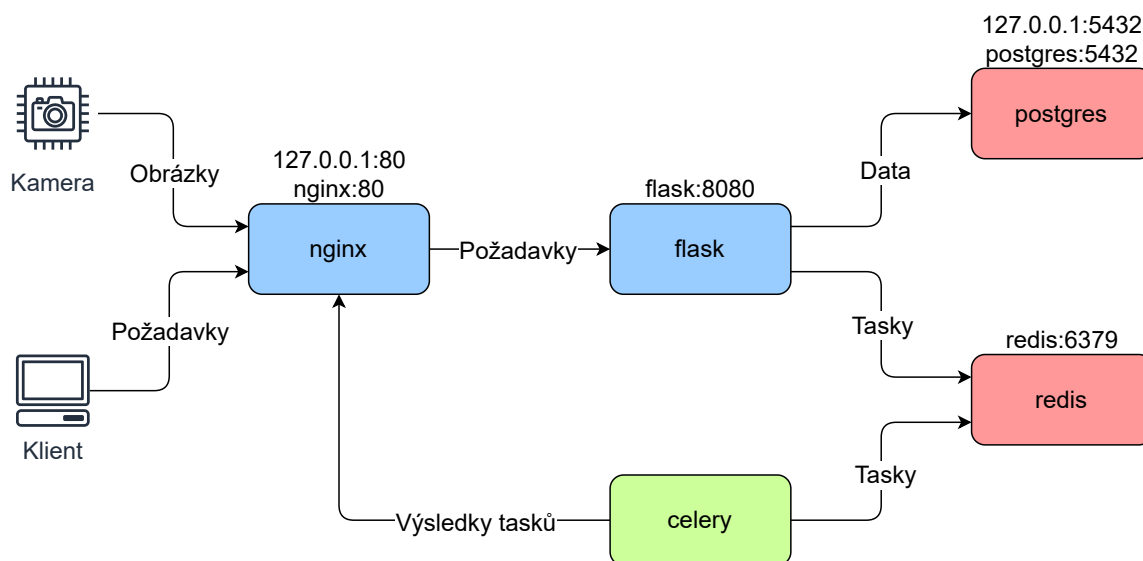 127.0.0.1:5432
postgres:5432
postgres
Kamera
Obrázky
127.0.0.1:80
nginx:80
nginx
Požadavky
flask:8080
flask
Data
Požadavky
Klient
Tasky
redis:6379
redis
Tasky
celery
Výsledky tasků